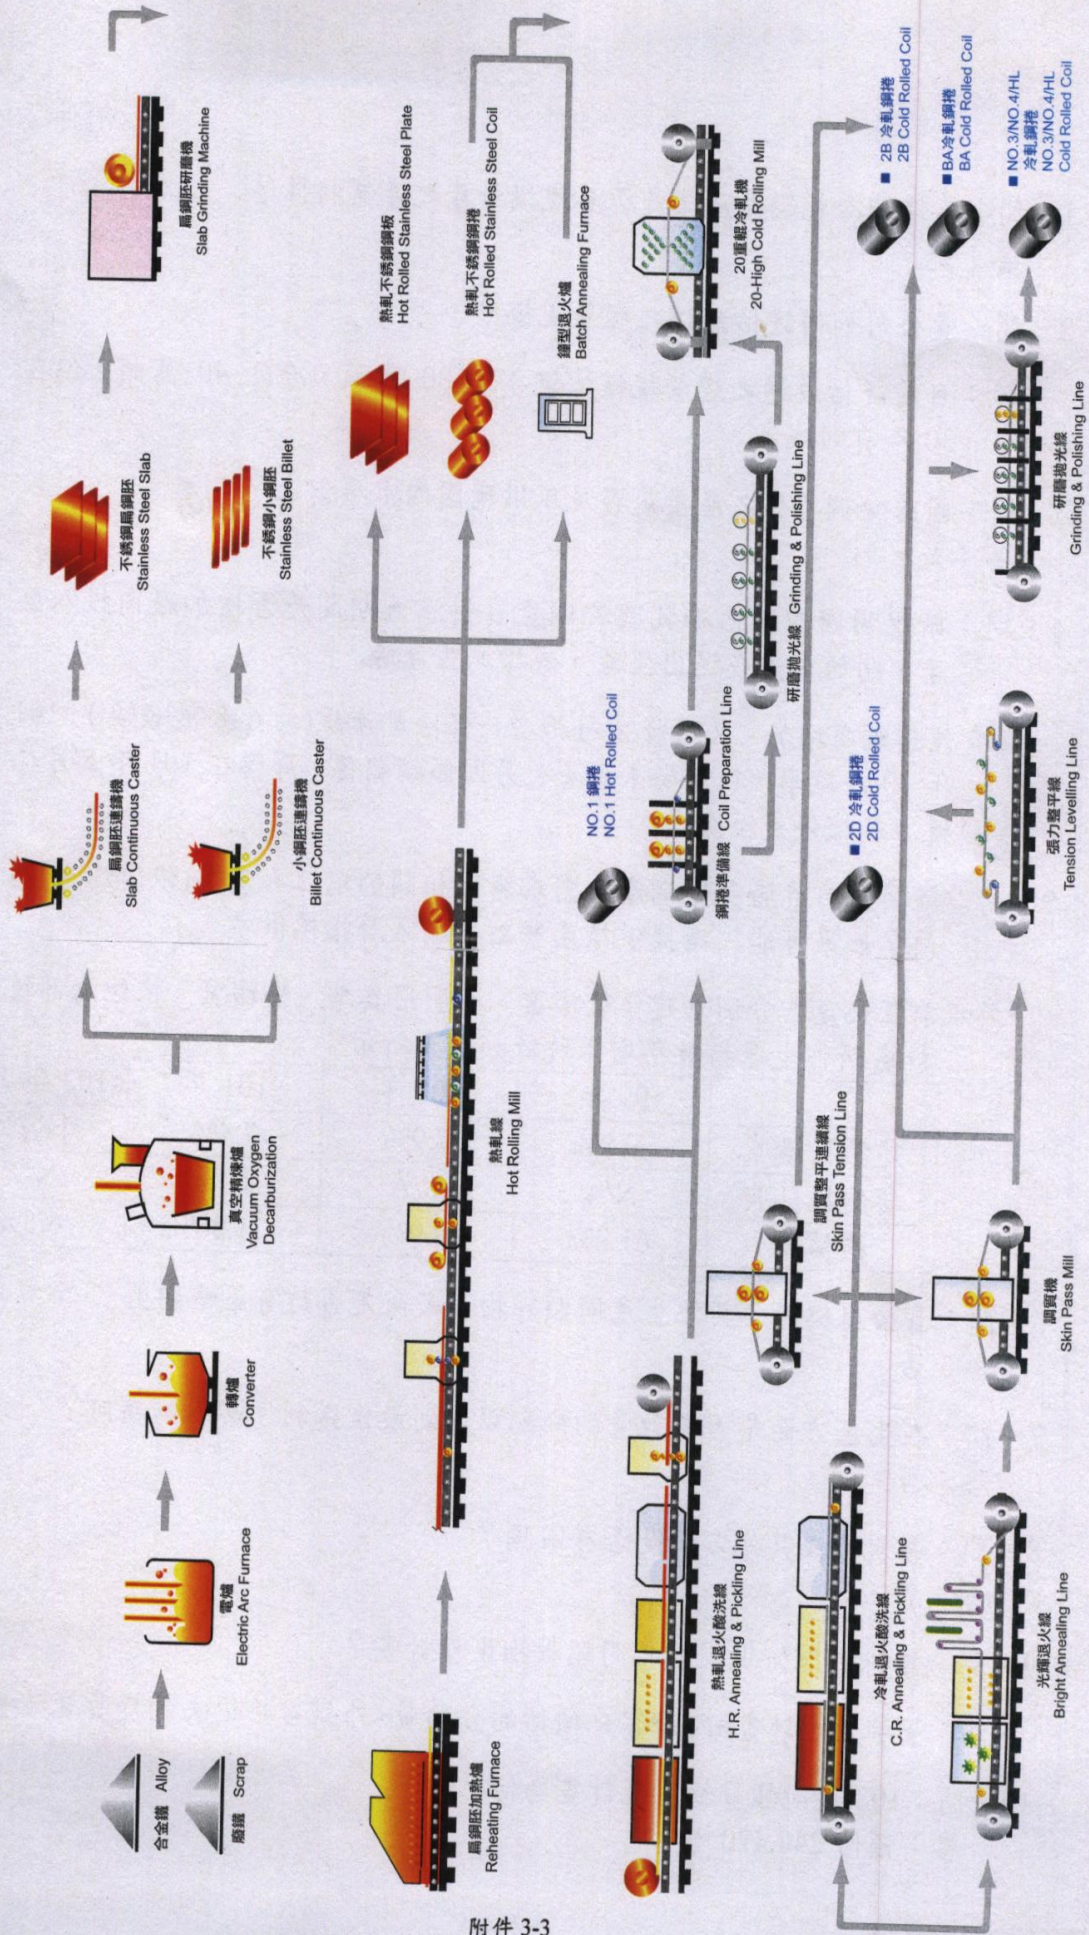 合金鐵 Alloy
廢鐵 Scrap
電爐
Electric Arc Furnace
轉爐
Converter
真空精煉爐
Vacuum Oxygen
Decarburization
扁鋼胚連鑄機
Slab Continuous Caster
小鋼胚連鑄機
Billet Continuous Caster
不銹鋼扁鋼胚
Stainless Steel Slab
不銹鋼小鋼胚
Stainless Steel Billet
扁鋼胚研磨機
Slab Grinding Machine
扁鋼胚加熱爐
Reheating Furnace
熱軋線
Hot Rolling Mill
熱軋不銹鋼鋼板
Hot Rolled Stainless Steel Plate
熱軋不銹鋼鋼捲
Hot Rolled Stainless Steel Coil
鐘型退火爐
Batch Annealing Furnace
熱軋退火酸洗線
H.R. Annealing & Pickling Line
NO.1 鋼捲
NO.1 Hot Rolled Coil
鋼捲準備線 Coil Preparation Line
研磨拋光線 Grinding & Polishing Line
20重輥冷軋機
20-High Cold Rolling Mill
冷軋退火酸洗線
C.R. Annealing & Pickling Line
調質整平連續線
Skin Pass Tension Line
■ 2D 冷軋鋼捲
2D Cold Rolled Coil
■ 2B 冷軋鋼捲
2B Cold Rolled Coil
■ BA冷軋鋼捲
BA Cold Rolled Coil
■ NO.3/NO.4/HL
冷軋鋼捲
NO.3/NO.4/HL
Cold Rolled Coil
光輝退火線
Bright Annealing Line
調質機
Skin Pass Mill
張力整平線
Tension Levelling Line
研磨拋光線
Grinding & Polishing Line
附件 3-3